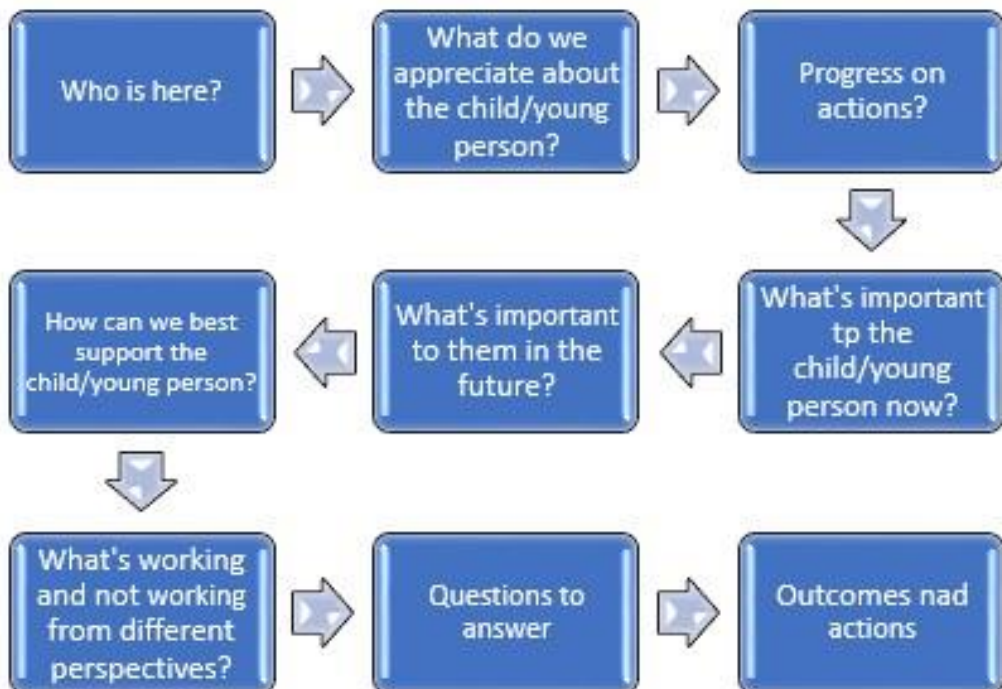 Who is here?
What do we
appreciate about
the child/young
person?
Progress on
actions?
What's important
tp the
child/young
person now?
What's important
to them in the
future?
How can we best
support the
child/young person?
What's working
and not working
from different
perspectives?
Questions to
answer
Outcomes nad
actions